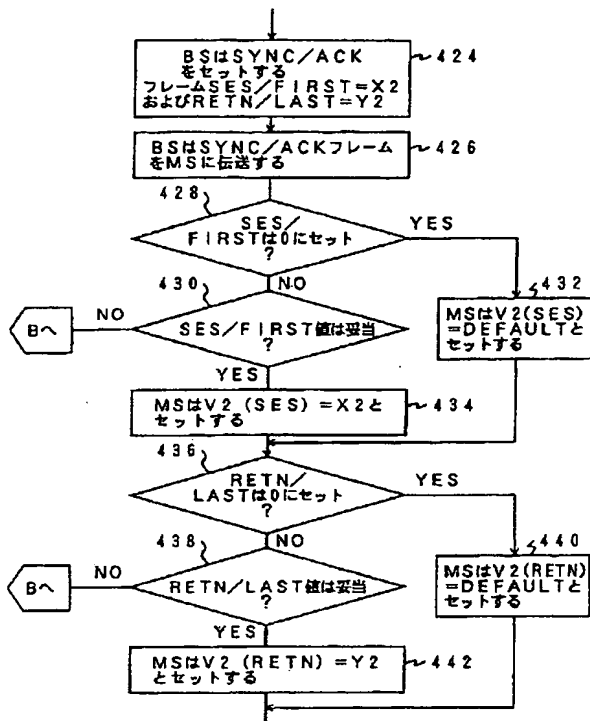 BSはSYNC/ACK
をセットする
フレームSES/FIRST=X2
およびRETN/LAST=Y2
424
BSはSYNC/ACKフレーム
をMSに伝送する
426
428
SES/
FIRSTは0にセット
?
YES
NO
430
432
Bへ
NO
SES/FIRST値は妥当
?
MSはV2(SES)
=DEFAULTと
セットする
YES
MSはV2(SES)=X2と
セットする
434
436
RETN/
LASTは0にセット
?
YES
NO
438
440
Bへ
NO
RETN/LAST値は妥当
?
MSはV2(RETN)
=DEFAULTと
セットする
YES
MSはV2(RETN)=Y2
とセットする
442